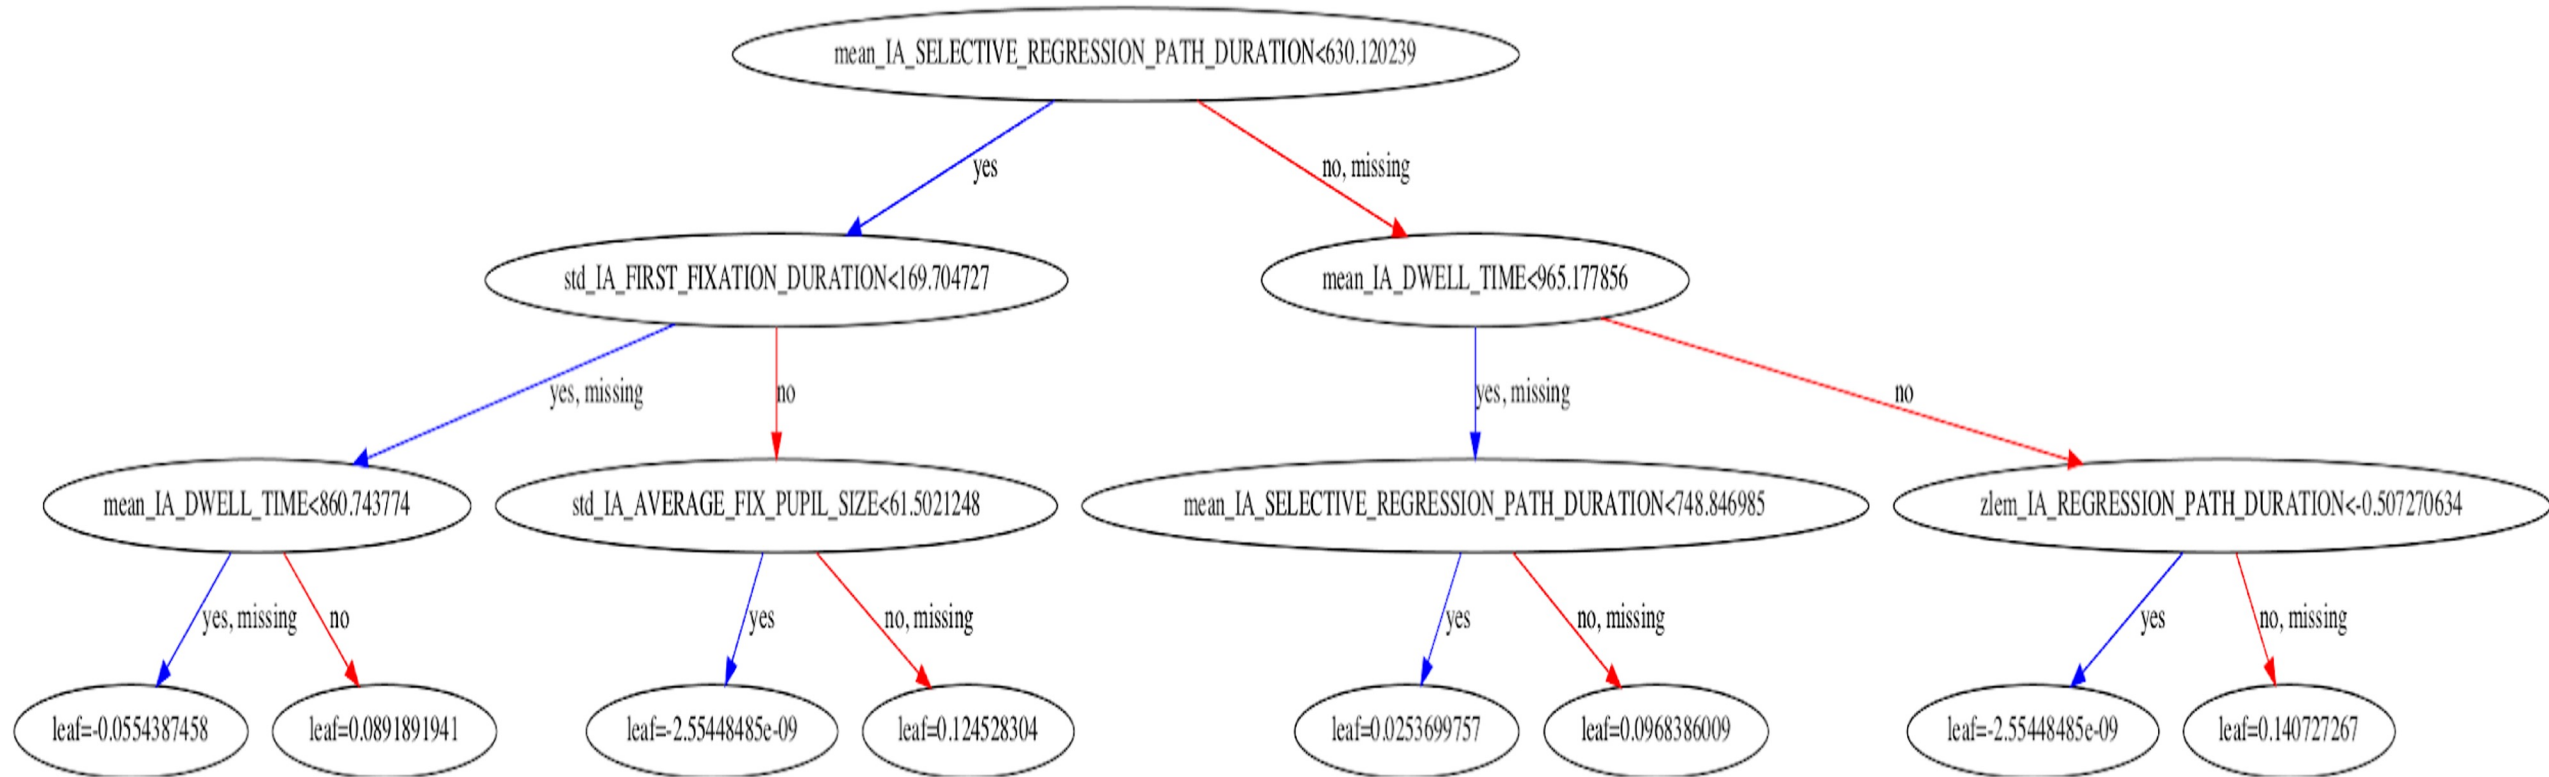 mean_IA_SELECTIVE_REGRESSION_PATH_DURATION<630.120239
yes
no, missing
std_IA_FIRST_FIXATION_DURATION<169.704727
mean_IA_DWELL_TIME<965.177856
yes, missing
no
yes, missing
no
mean_IA_DWELL_TIME<860.743774
std_IA_AVERAGE_FIX_PUPIL_SIZE<61.5021248
mean_IA_SELECTIVE_REGRESSION_PATH_DURATION<748.846985
zlem_IA_REGRESSION_PATH_DURATION<-0.507270634
yes, missing
no
yes
no, missing
yes
no, missing
yes
no, missing
leaf=-0.0554387458
leaf=0.0891891941
leaf=-2.55448485e-09
leaf=0.124528304
leaf=0.0253699757
leaf=0.0968386009
leaf=-2.55448485e-09
leaf=0.140727267